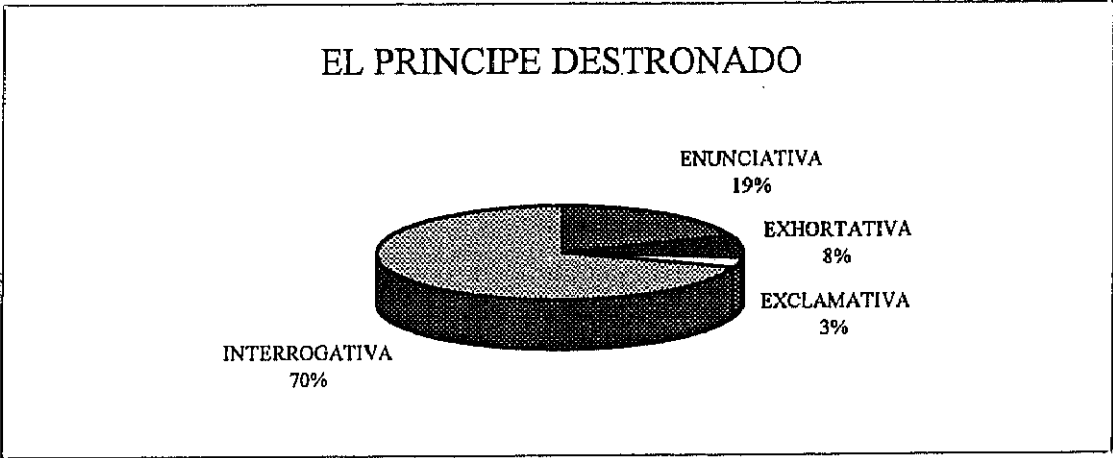 EL PRINCIPE DESTRONADO
ENUNCIATIVA
19%
EXHORTATIVA
8%
EXCLAMATIVA
3%
INTERROGATIVA
70%